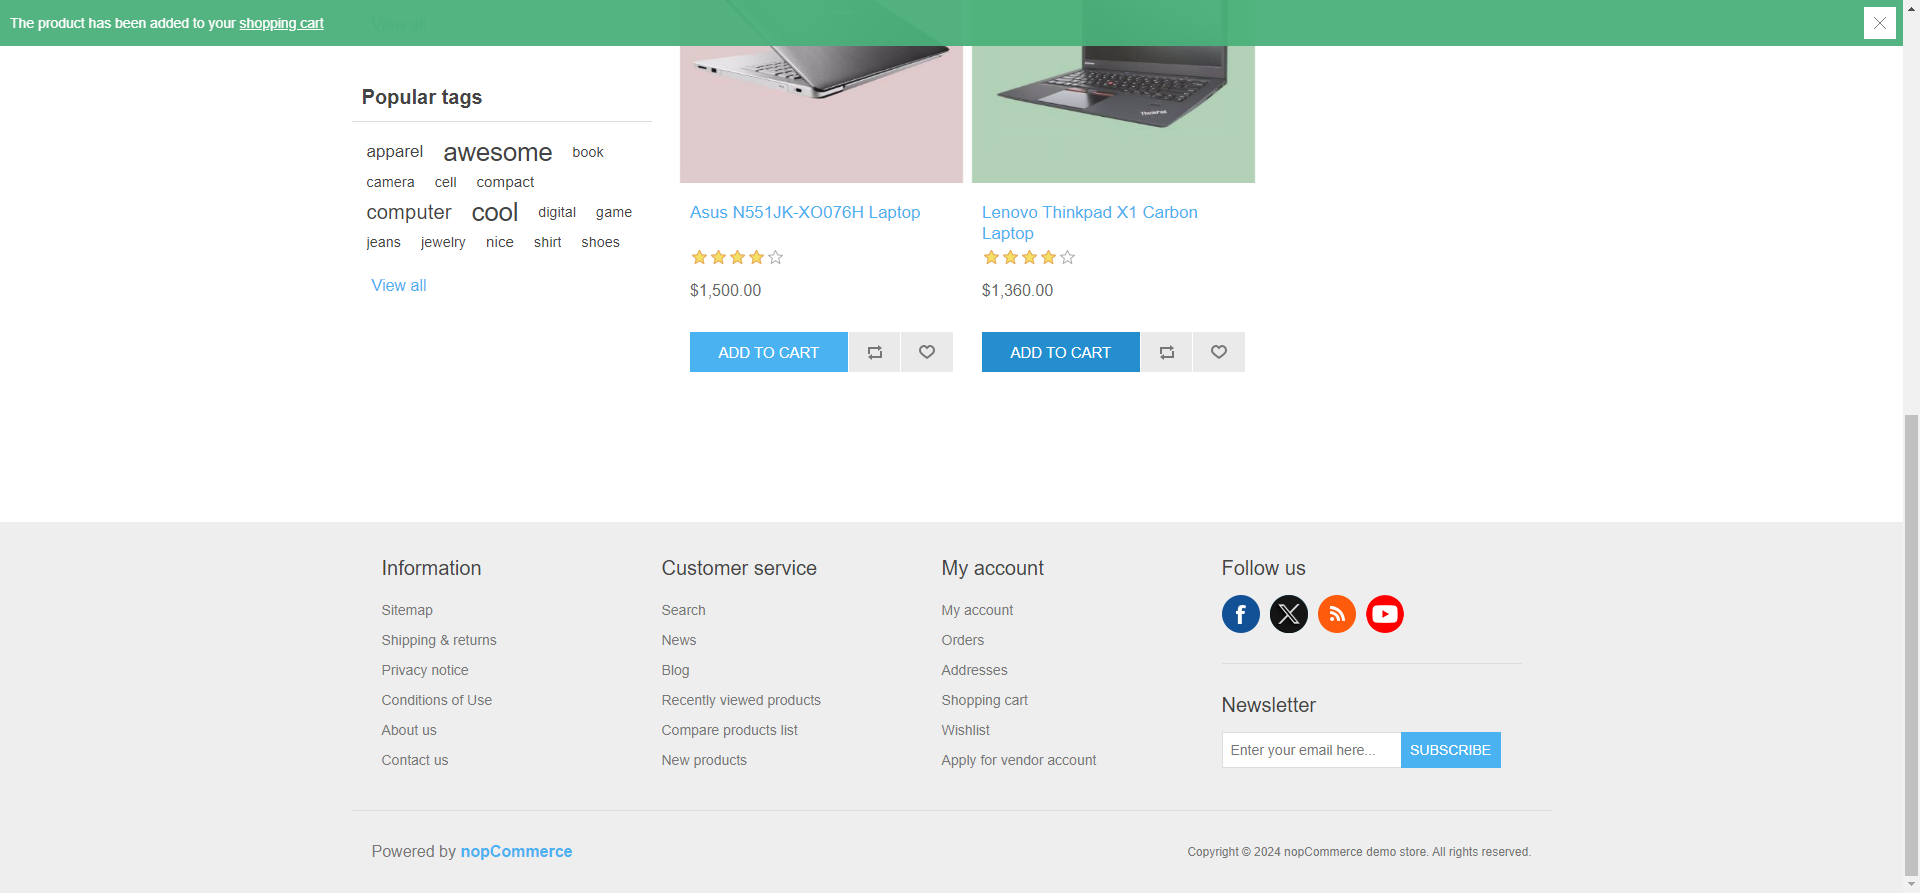 The product has been added to your shopping cart
Popular tags
apparel awesome book
camera cell compact
computer cool digital game
jeans jewelry nice shirt shoes
View all
ThinkPad
Asus N551JK-XO076H Laptop
$1,500.00
ADD TO CART
Lenovo Thinkpad X1 Carbon
Laptop
$1,360.00
ADD TO CART
Information
Sitemap
Shipping & returns
Privacy notice
Conditions of Use
About us
Contact us
Customer service
Search
News
Blog
Recently viewed products
Compare products list
New products
My account
My account
Orders
Addresses
Shopping cart
Wishlist
Apply for vendor account
Follow us
Newsletter
Enter your email here...
SUBSCRIBE
Powered by nopCommerce
Copyright © 2024 nopCommerce demo store. All rights reserved.